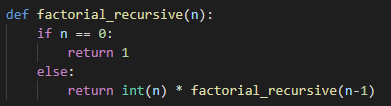 def factorial_recursive(n):
    if n == 0:
        return 1
    else:
        return int(n) * factorial_recursive(n-1)